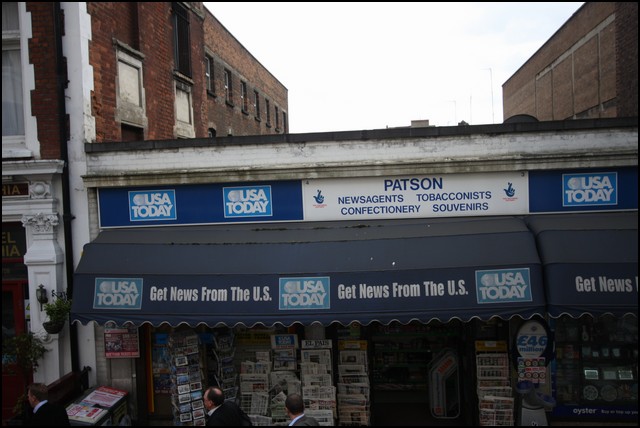 USA
TODAY
USA
TODAY
PATSON
NEWSAGENTS TOBACCONISTS
CONFECTIONERY SOUVENIRS
USA
TODAY
USA
TODAY
Get News From The U.S.
USA
TODAY
Get News From The U.S.
USA
TODAY
Get News
£46
oyster